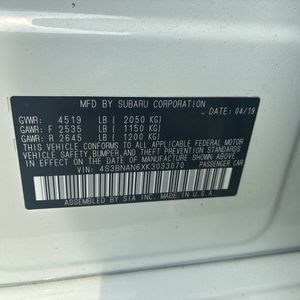 MFD BY SUBARU CORPORATION
DATE: 04/19
GVWR: 4519 LB ( 2050 KG)
GAWR: F 2535 LB ( 1150 KG)
GAWR: R 2645 LB ( 1200 KG)
THIS VEHICLE CONFORMS TO ALL APPLICABLE FEDERAL MOTOR
VEHICLE SAFETY, BUMPER, AND THEFT PREVENTION STANDARDS
IN EFFECT ON THE DATE OF MANUFACTURE SHOWN ABOVE.
VIN: 4S3BNAN6XK3033070 PASSENGER CAR
ASSEMBLED BY SIA INC. MADE IN U.S.A.